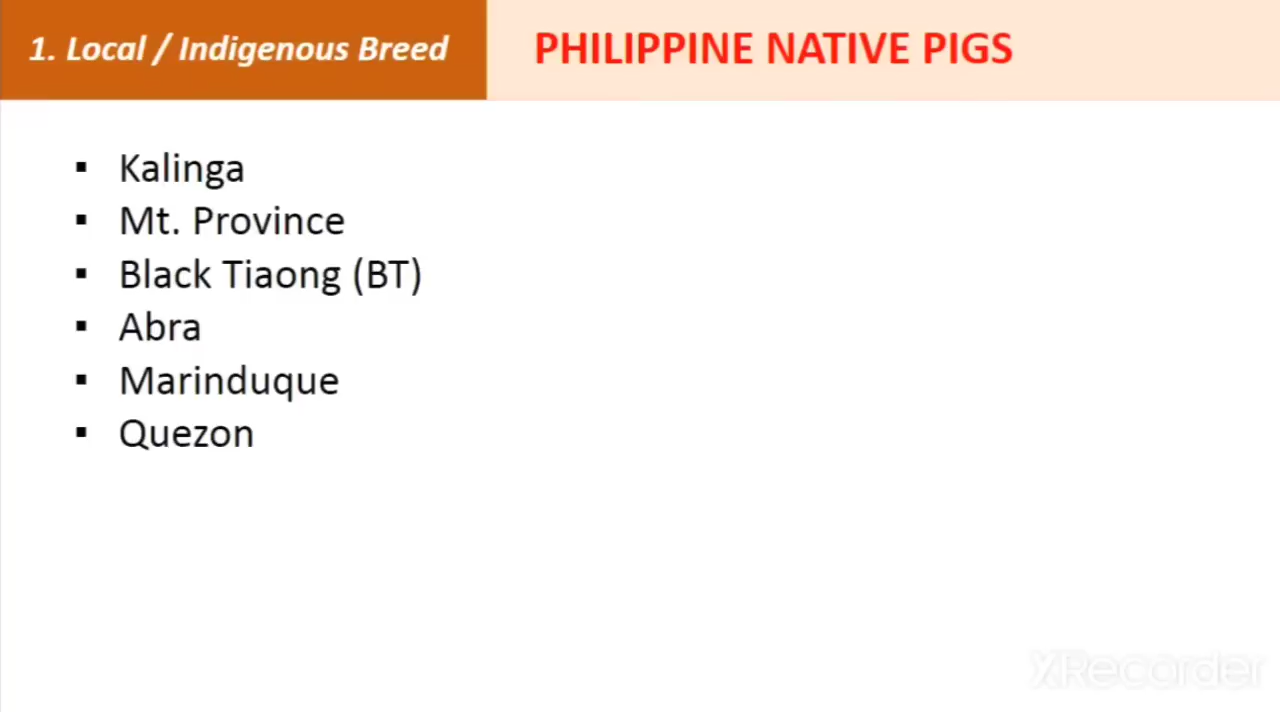 1. Local / Indigenous Breed
PHILIPPINE NATIVE PIGS
▪ Kalinga
▪ Mt. Province
▪ Black Tiaong (BT)
▪ Abra
▪ Marinduque
▪ Quezon
XRecorder